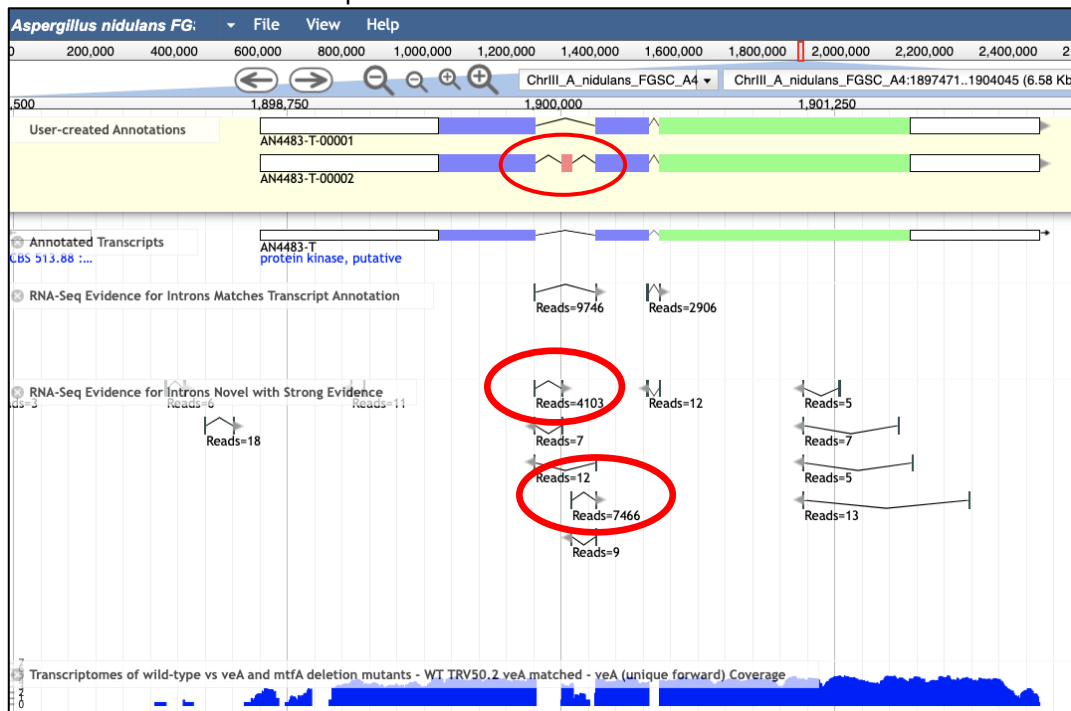 Aspergillus nidulans FG: File View Help
200,000 400,000 600,000 800,000 1,000,000 1,200,000 1,400,000 1,600,000 1,800,000 2,000,000 2,200,000 2,400,000 2
ChrIII_A_nidulans_FGSC_A4 ChrIII_A_nidulans_FGSC_A4:1897471..1904045 (6.58 Kb
,500 1,898,750 1,900,000 1,901,250
User-created Annotations
AN4483-T-00001
AN4483-T-00002
Annotated Transcripts
AN4483-T
CBS 513.88 :... protein kinase, putative
RNA-Seq Evidence for Introns Matches Transcript Annotation
Reads=9746 Reads=2906
RNA-Seq Evidence for Introns Novel with Strong Evidence
ds=3 Reads=6 Reads=11 Reads=4103 Reads=12 Reads=5
Reads=18 Reads=7 Reads=7
Reads=12 Reads=5
Reads=7466 Reads=13
Reads=9
Transcriptomes of wild-type vs veA and mtfA deletion mutants - WT TRV50.2 veA matched - veA (unique forward) Coverage